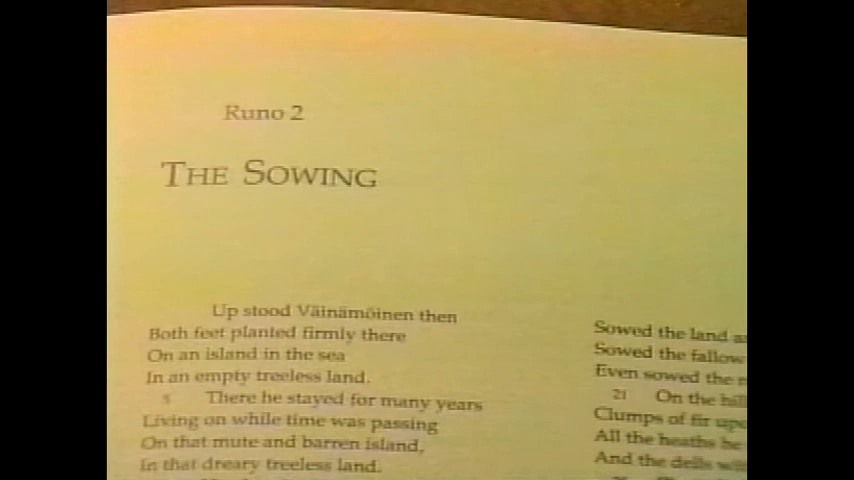 Runo 2
THE SOWING
Up stood Väinämöinen then
Both feet planted firmly there
On an island in the sea
In an empty treeless land.
5 There he stayed for many years
Living on while time was passing
On that mute and barren island,
In that dreary treeless land.
Sowed the land
Sowed the fallow
Even sowed the
21 On the hill
Clumps of fir
All the heaths he
And the dells